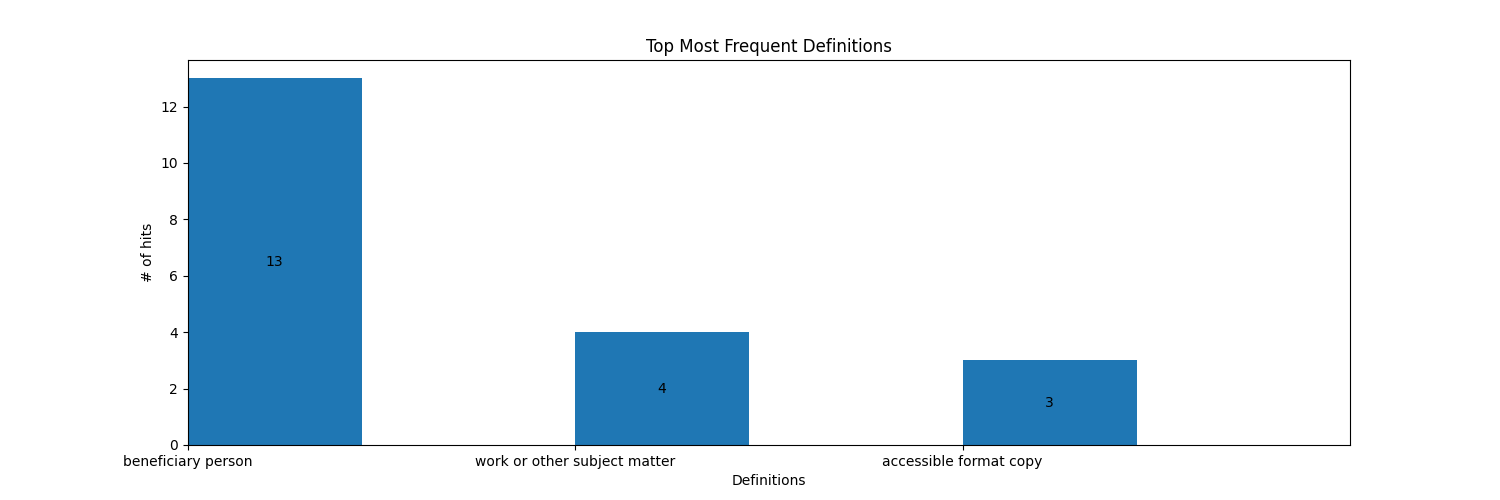 Top Most Frequent Definitions
12
10
8
6
4
2
0
# of hits
13
4
3
beneficiary person
work or other subject matter
accessible format copy
Definitions